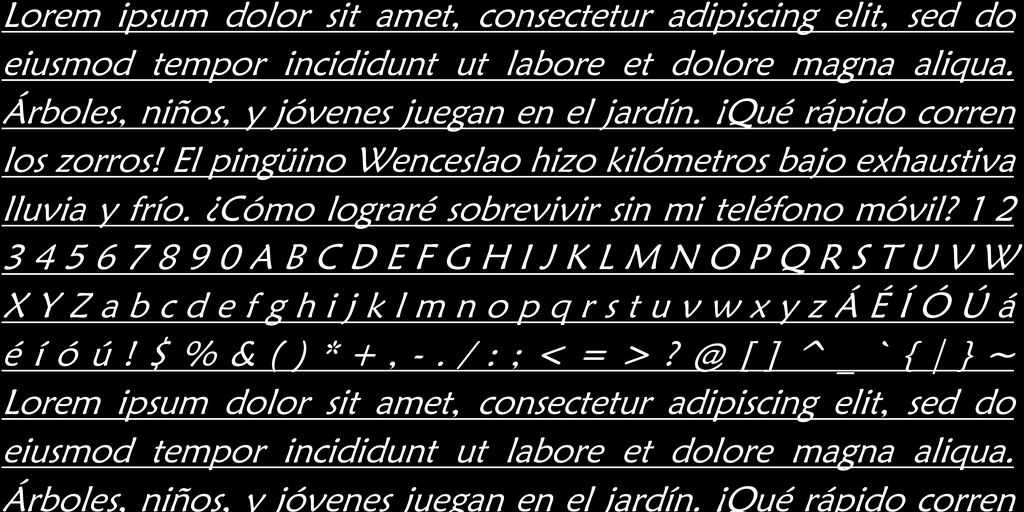 Lorem ipsum dolor sit amet, consectetur adipiscing elit, sed do
eiusmod tempor incididunt ut labore et dolore magna aliqua.
Árboles, niños, y jóvenes juegan en el jardín. ¡Qué rápido corren
los zorros! El pingüino Wenceslao hizo kilómetros bajo exhaustiva
lluvia y frío. ¿Cómo lograré sobrevivir sin mi teléfono móvil? 1 2
3 4 5 6 7 8 9 0 A B C D E F G H I J K L M N O P Q R S T U V W
X Y Z a b c d e f g h i j k l m n o p q r s t u v w x y z Á É Í Ó Ú á
é í ó ú ! $ % & ( ) * + , - . / : ; < = > ? @ [ ] ^ _ ` { | } ~
Lorem ipsum dolor sit amet, consectetur adipiscing elit, sed do
eiusmod tempor incididunt ut labore et dolore magna aliqua.
Árboles, niños, y jóvenes juegan en el jardín. ¡Qué rápido corren